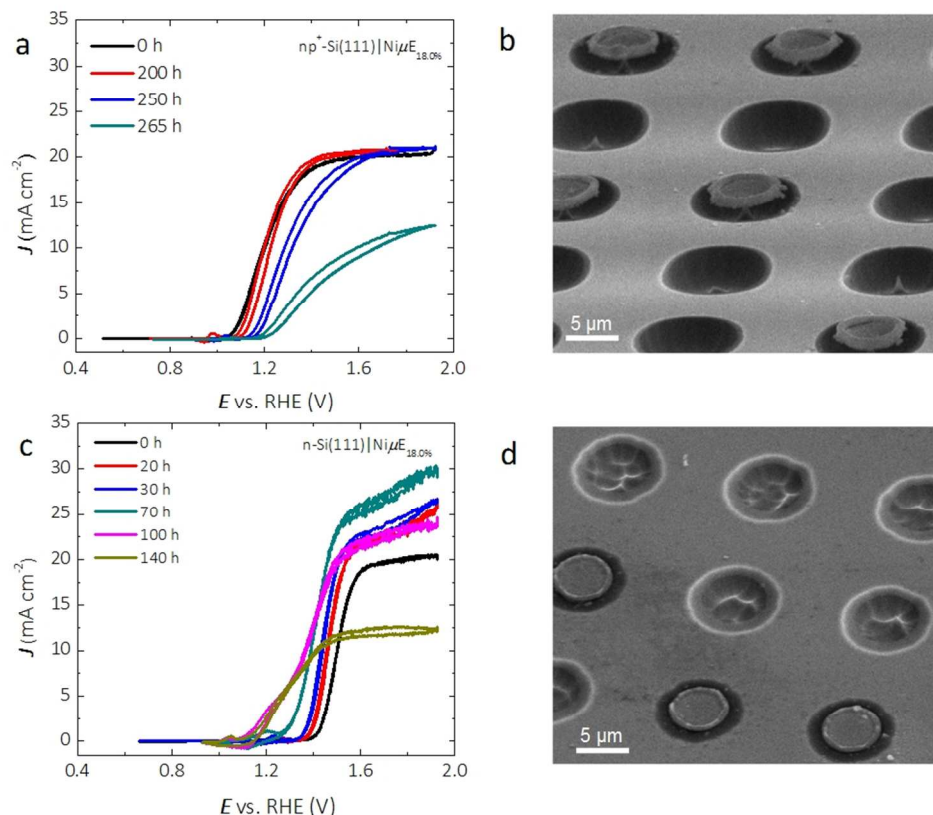 a
np⁺-Si(111)|NiμE₁₈.₀%
0 h
200 h
250 h
265 h
35
30
25
20
15
10
5
0
J (mA cm⁻²)
0.4 0.8 1.2 1.6 2.0
E vs. RHE (V)
b
5 μm
c
n-Si(111)|NiμE₁₈.₀%
0 h
20 h
30 h
70 h
100 h
140 h
35
30
25
20
15
10
5
0
J (mA cm⁻²)
0.4 0.8 1.2 1.6 2.0
E vs. RHE (V)
d
5 μm